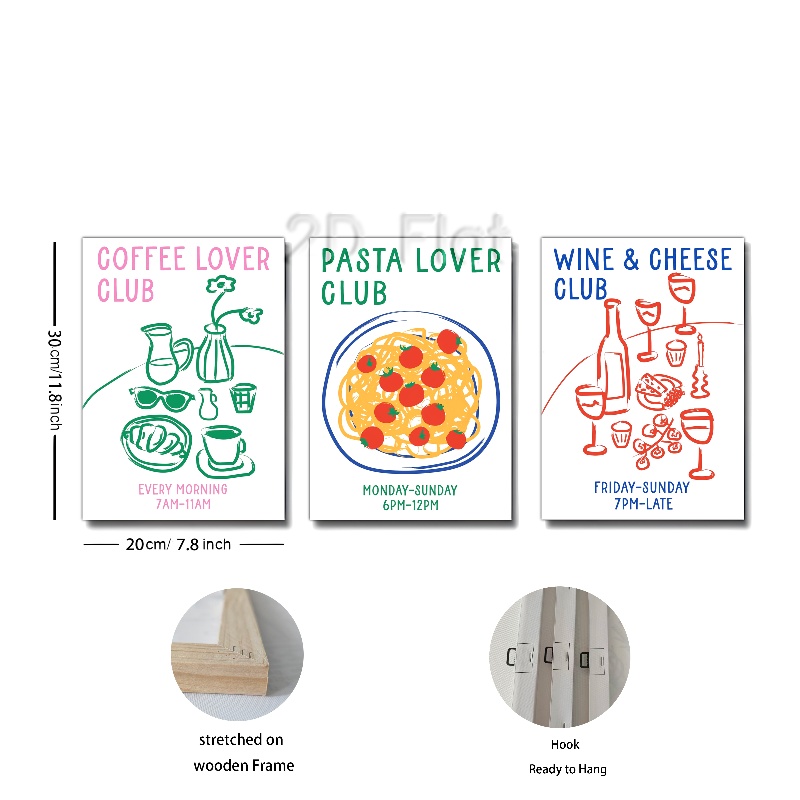 2D Flat
COFFEE LOVER
CLUB
EVERY MORNING
7AM-11AM
PASTA LOVER
CLUB
MONDAY-SUNDAY
6PM-12PM
WINE & CHEESE
CLUB
FRIDAY-SUNDAY
7PM-LATE
30cm/11.8inch
20cm/ 7.8 inch
stretched on
wooden Frame
Hook
Ready to Hang